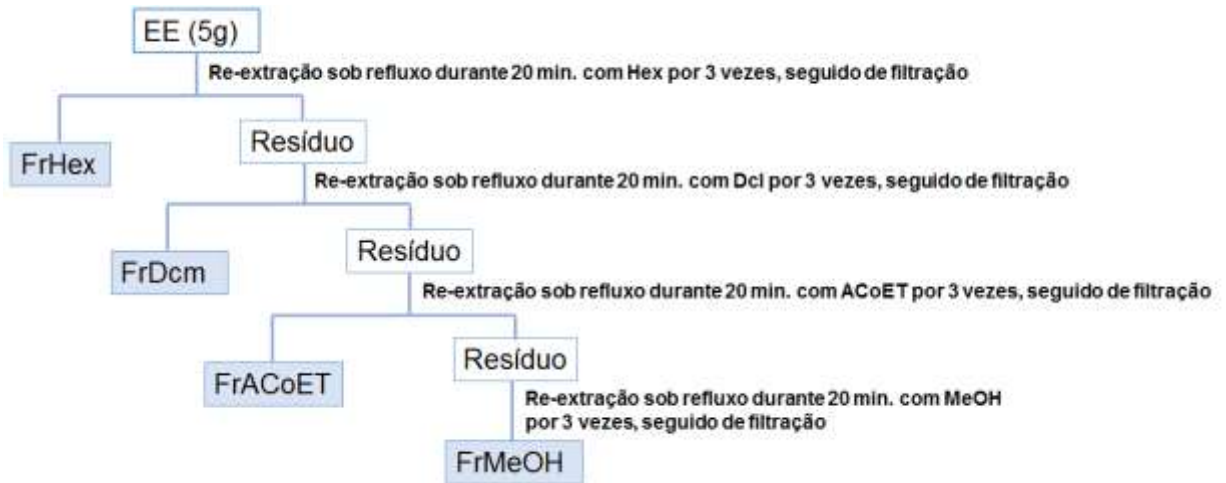 EE (5g)
Re-extração sob refluxo durante 20 min. com Hex por 3 vezes, seguido de filtração
FrHex
Resíduo
Re-extração sob refluxo durante 20 min. com Dcl por 3 vezes, seguido de filtração
FrDcm
Resíduo
Re-extração sob refluxo durante 20 min. com ACoET por 3 vezes, seguido de filtração
FrACoET
Resíduo
Re-extração sob refluxo durante 20 min. com MeOH
por 3 vezes, seguido de filtração
FrMeOH